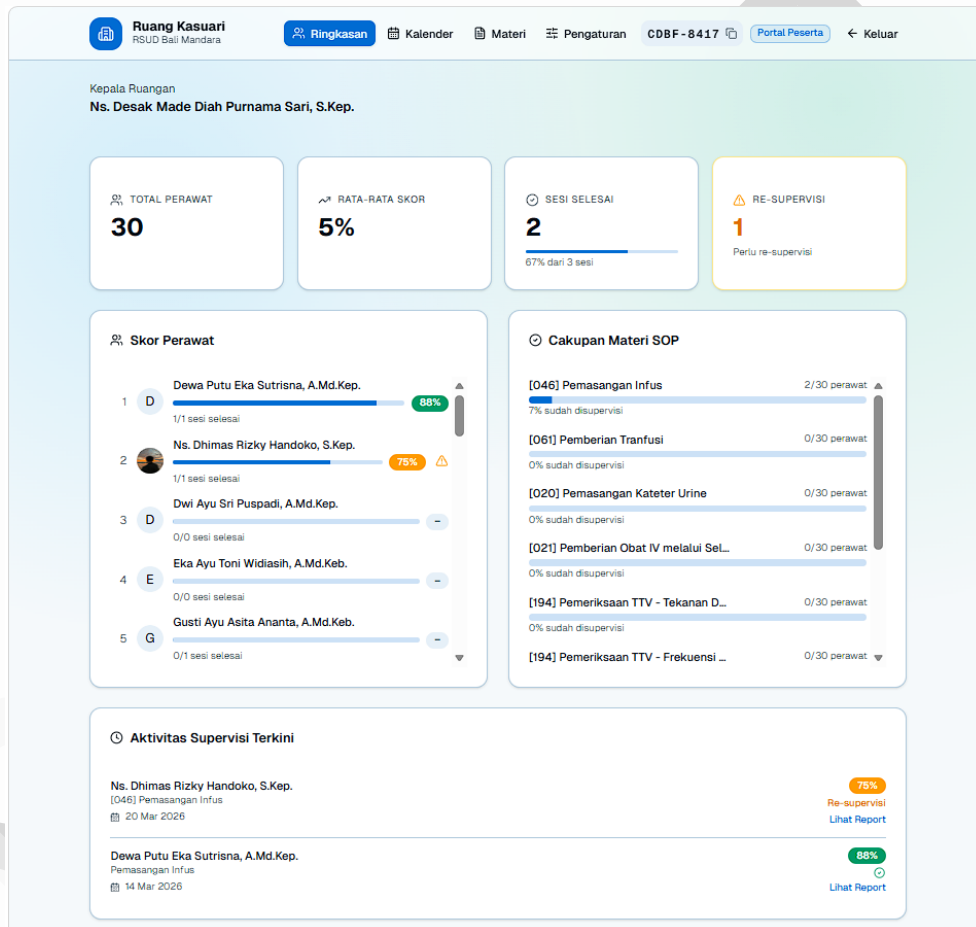 Ruang Kasuari
RSUD Bali Mandara
Ringkasan
Kalender
Materi
Pengaturan
CDBF-8417
Portal Peserta
Keluar
Kepala Ruangan
Ns. Desak Made Diah Purnama Sari, S.Kep.
TOTAL PERAWAT
30
RATA-RATA SKOR
5%
SESI SELESAI
2
67% dari 3 sesi
RE-SUPERVISI
1
Perlu re-supervisi
Skor Perawat
1 D Dewa Putu Eka Sutrisna, A.Md.Kep.
88%
1/1 sesi selesai
2 Ns. Dhimas Rizky Handoko, S.Kep.
75%
1/1 sesi selesai
3 D Dwi Ayu Sri Puspadi, A.Md.Kep.
–
0/0 sesi selesai
4 E Eka Ayu Toni Widiasih, A.Md.Keb.
–
0/0 sesi selesai
5 G Gusti Ayu Asita Ananta, A.Md.Keb.
–
0/1 sesi selesai
Cakupan Materi SOP
[046] Pemasangan Infus 2/30 perawat
7% sudah disupervisi
[061] Pemberian Tranfusi 0/30 perawat
0% sudah disupervisi
[020] Pemasangan Kateter Urine 0/30 perawat
0% sudah disupervisi
[021] Pemberian Obat IV melalui Sel... 0/30 perawat
0% sudah disupervisi
[194] Pemeriksaan TTV - Tekanan D... 0/30 perawat
0% sudah disupervisi
[194] Pemeriksaan TTV - Frekuensi ... 0/30 perawat
Aktivitas Supervisi Terkini
Ns. Dhimas Rizky Handoko, S.Kep. 75%
[046] Pemasangan Infus Re-supervisi
20 Mar 2026 Lihat Report
Dewa Putu Eka Sutrisna, A.Md.Kep. 88%
Pemasangan Infus
14 Mar 2026 Lihat Report